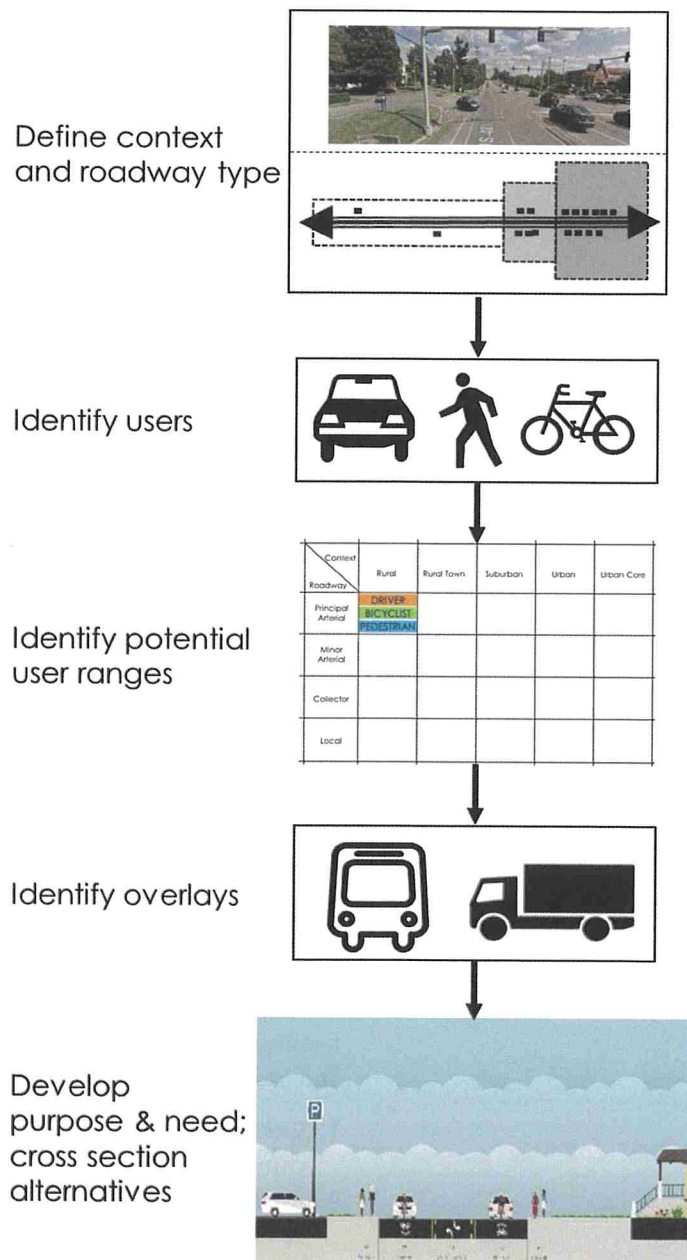 Define context
and roadway type
Identify users
Identify potential
user ranges
Context
Roadway
Rural
Rural Town
Suburban
Urban
Urban Core
Principal
Arterial
DRIVER
BICYCLIST
PEDESTRIAN
Minor
Arterial
Collector
Local
Identify overlays
Develop
purpose & need;
cross section
alternatives
P